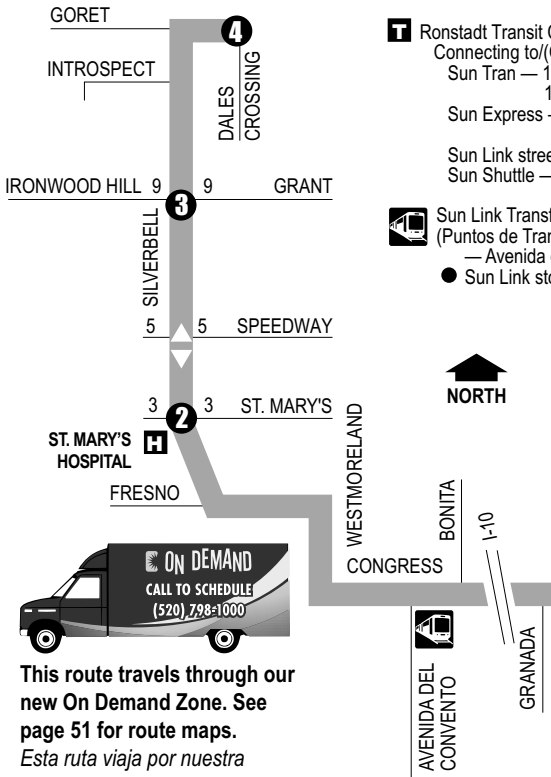 GORET
4
INTROSPECT
DALES
CROSSING
T Ronstadt Transit
Connecting to/(
Sun Tran — 1
1
Sun Express -
Sun Link
Sun Shuttle —
Sun Link
(Puntos de
— Avenida
Sun Link
IRONWOOD HILL 9 3 9 GRANT
SILVERBELL
5 5 SPEEDWAY
NORTH
3 2 3 ST. MARY'S
ST. MARY'S
HOSPITAL
H
FRESNO
WESTMORELAND
BONITA
I-10
CONGRESS
ON DEMAND
CALL TO SCHEDULE
(520) 798-1000
AVENIDA DEL
CONVENTO
GRANADA
This route travels through our
new On Demand Zone. See
page 51 for route maps.
Esta ruta viaja por nuestra